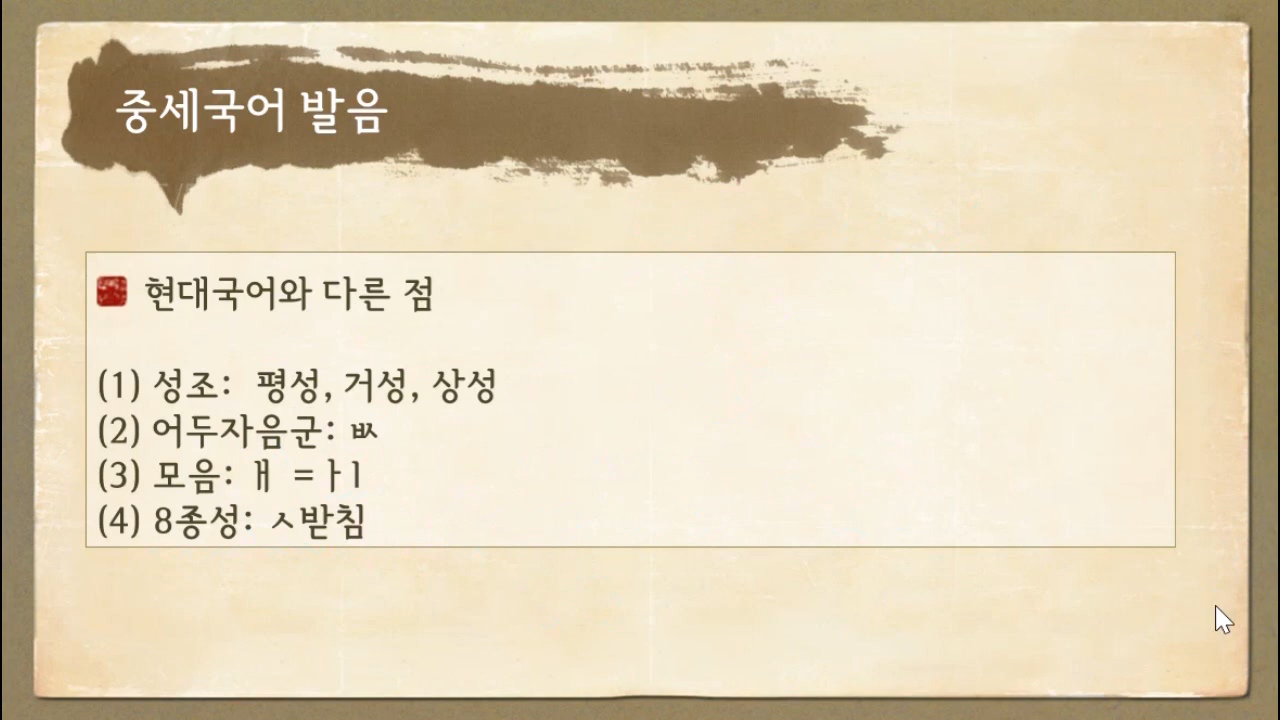 중세국어 발음
현대국어와 다른 점
(1) 성조: 평성, 거성, 상성
(2) 어두자음군: ㅄ
(3) 모음: ㅐ =ㅏㅣ
(4) 8종성: ㅅ받침